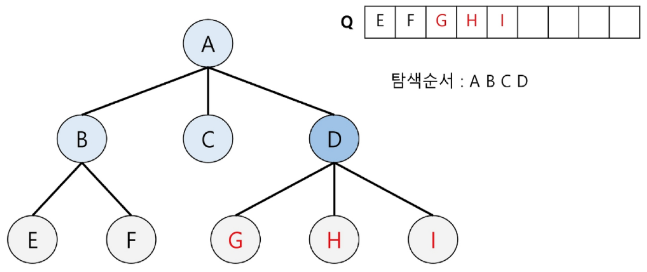 Q E F G H I
A
탐색순서 : A B C D
B C D
E F G H I